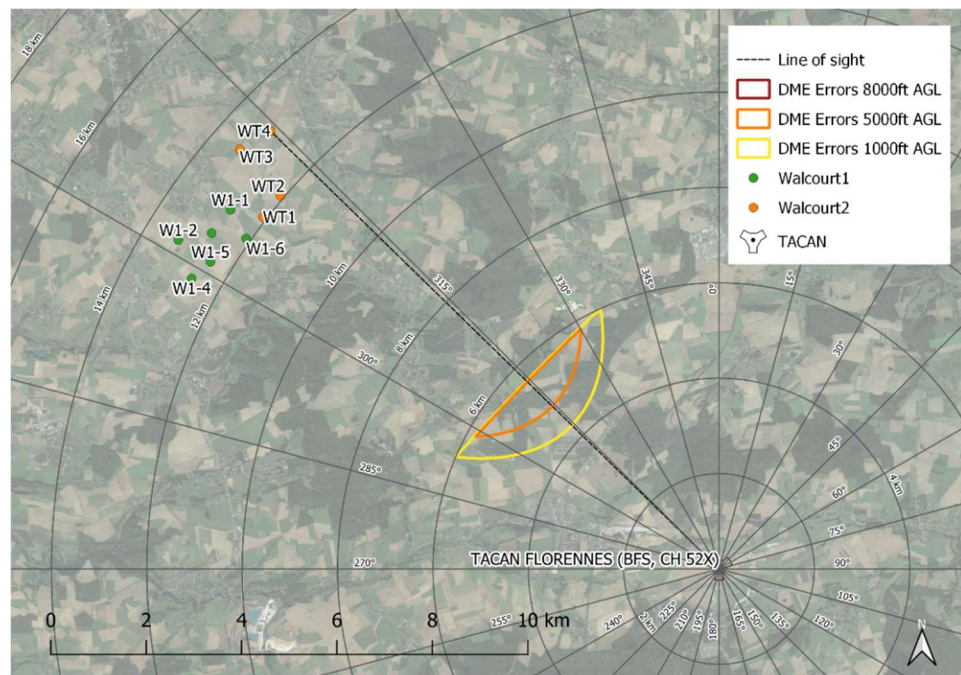 18 km
16 km
14 km
12 km
10 km
8 km
6 km
4 km
2 km
Line of sight
DME Errors 8000ft AGL
DME Errors 5000ft AGL
DME Errors 1000ft AGL
Walcourt1
Walcourt2
TACAN
WT4
WT3
WT2
W1-1
WT1
W1-2
W1-6
W1-5
W1-4
315°
330°
345°
0°
15°
30°
300°
45°
285°
60°
75°
TACAN FLORENNES (BFS, CH 52X)
270°
90°
105°
255°
240°
225°
210°
195°
180°
165°
150°
135°
120°
0 2 4 6 8 10 km
N